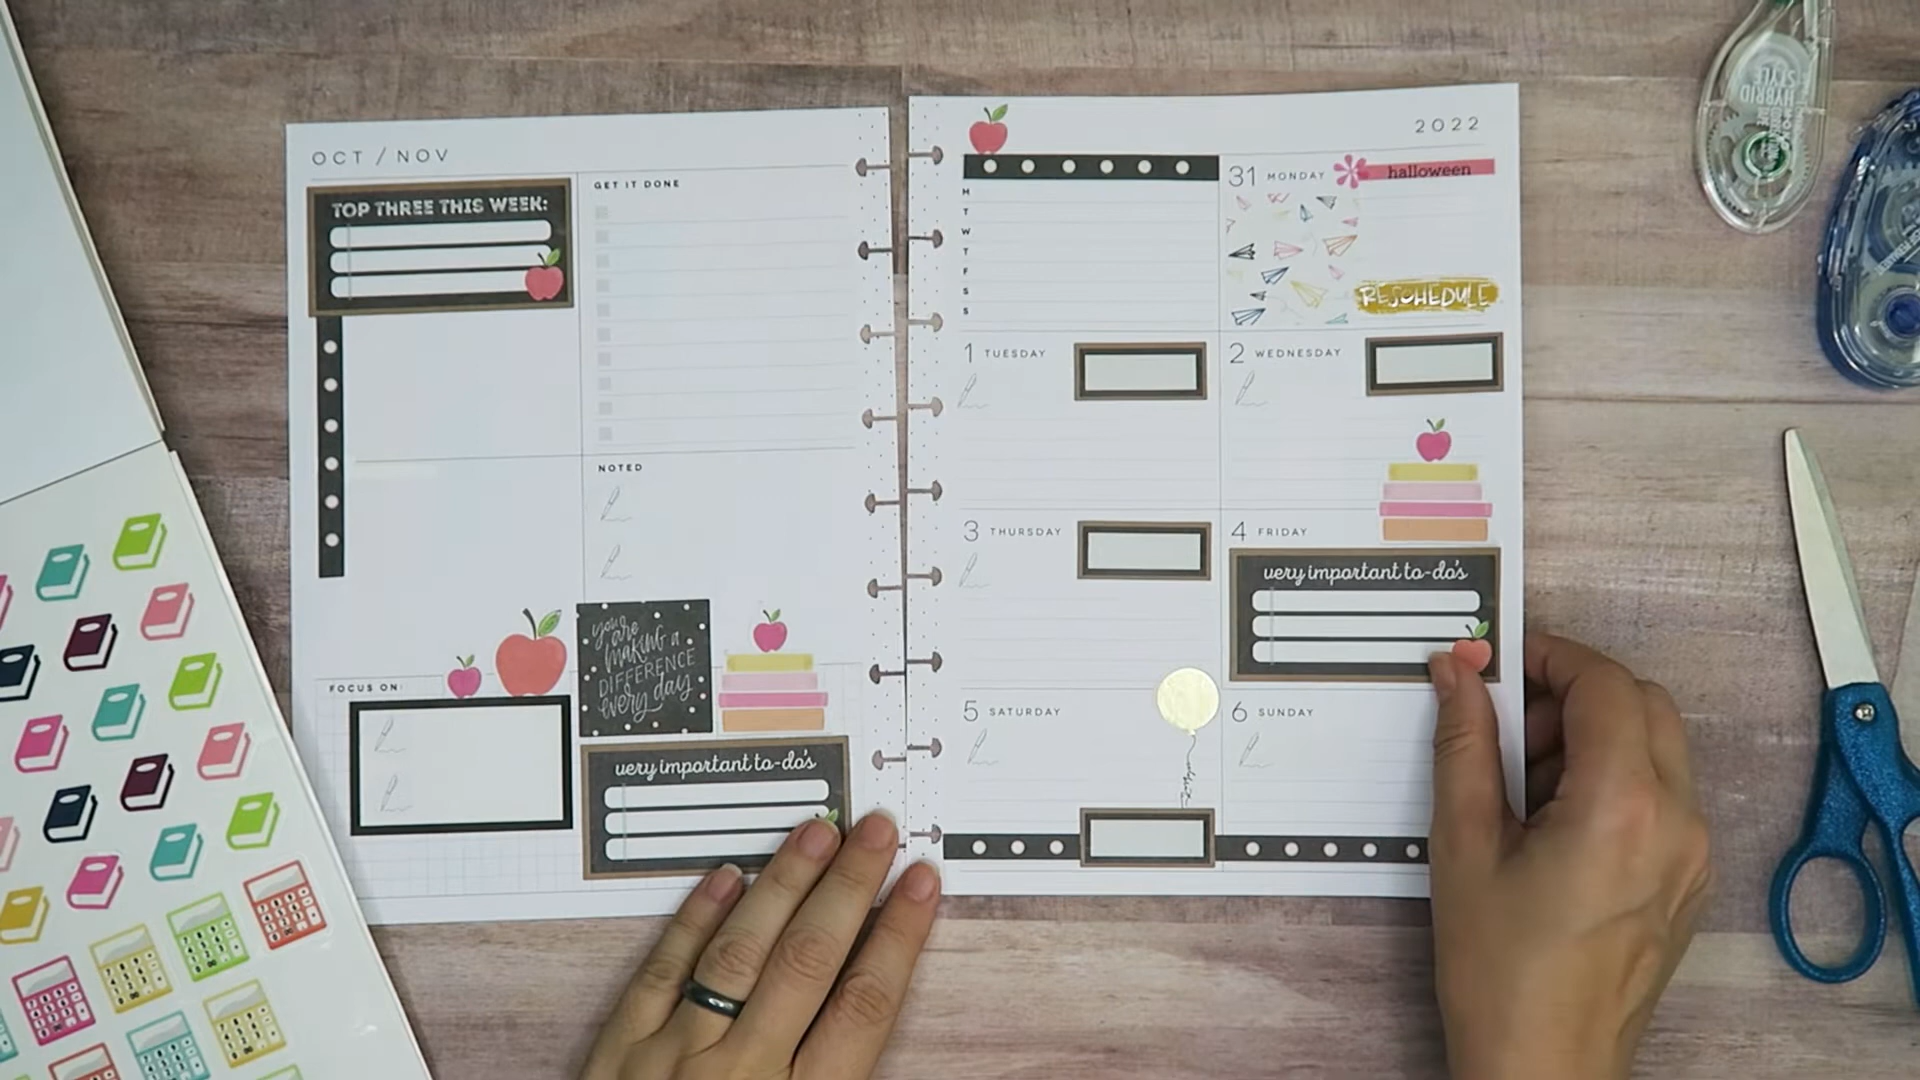 OCT / NOV
TOP THREE THIS WEEK:
GET IT DONE
NOTED
FOCUS ON:
you
are
making a
DIFFERENCE
every day
very important to-do's
2022
M
T
W
T
F
S
S
31 MONDAY
halloween
RESCHEDULE
1 TUESDAY
2 WEDNESDAY
3 THURSDAY
4 FRIDAY
very important to-do's
5 SATURDAY
6 SUNDAY
HYBRID
STYLE